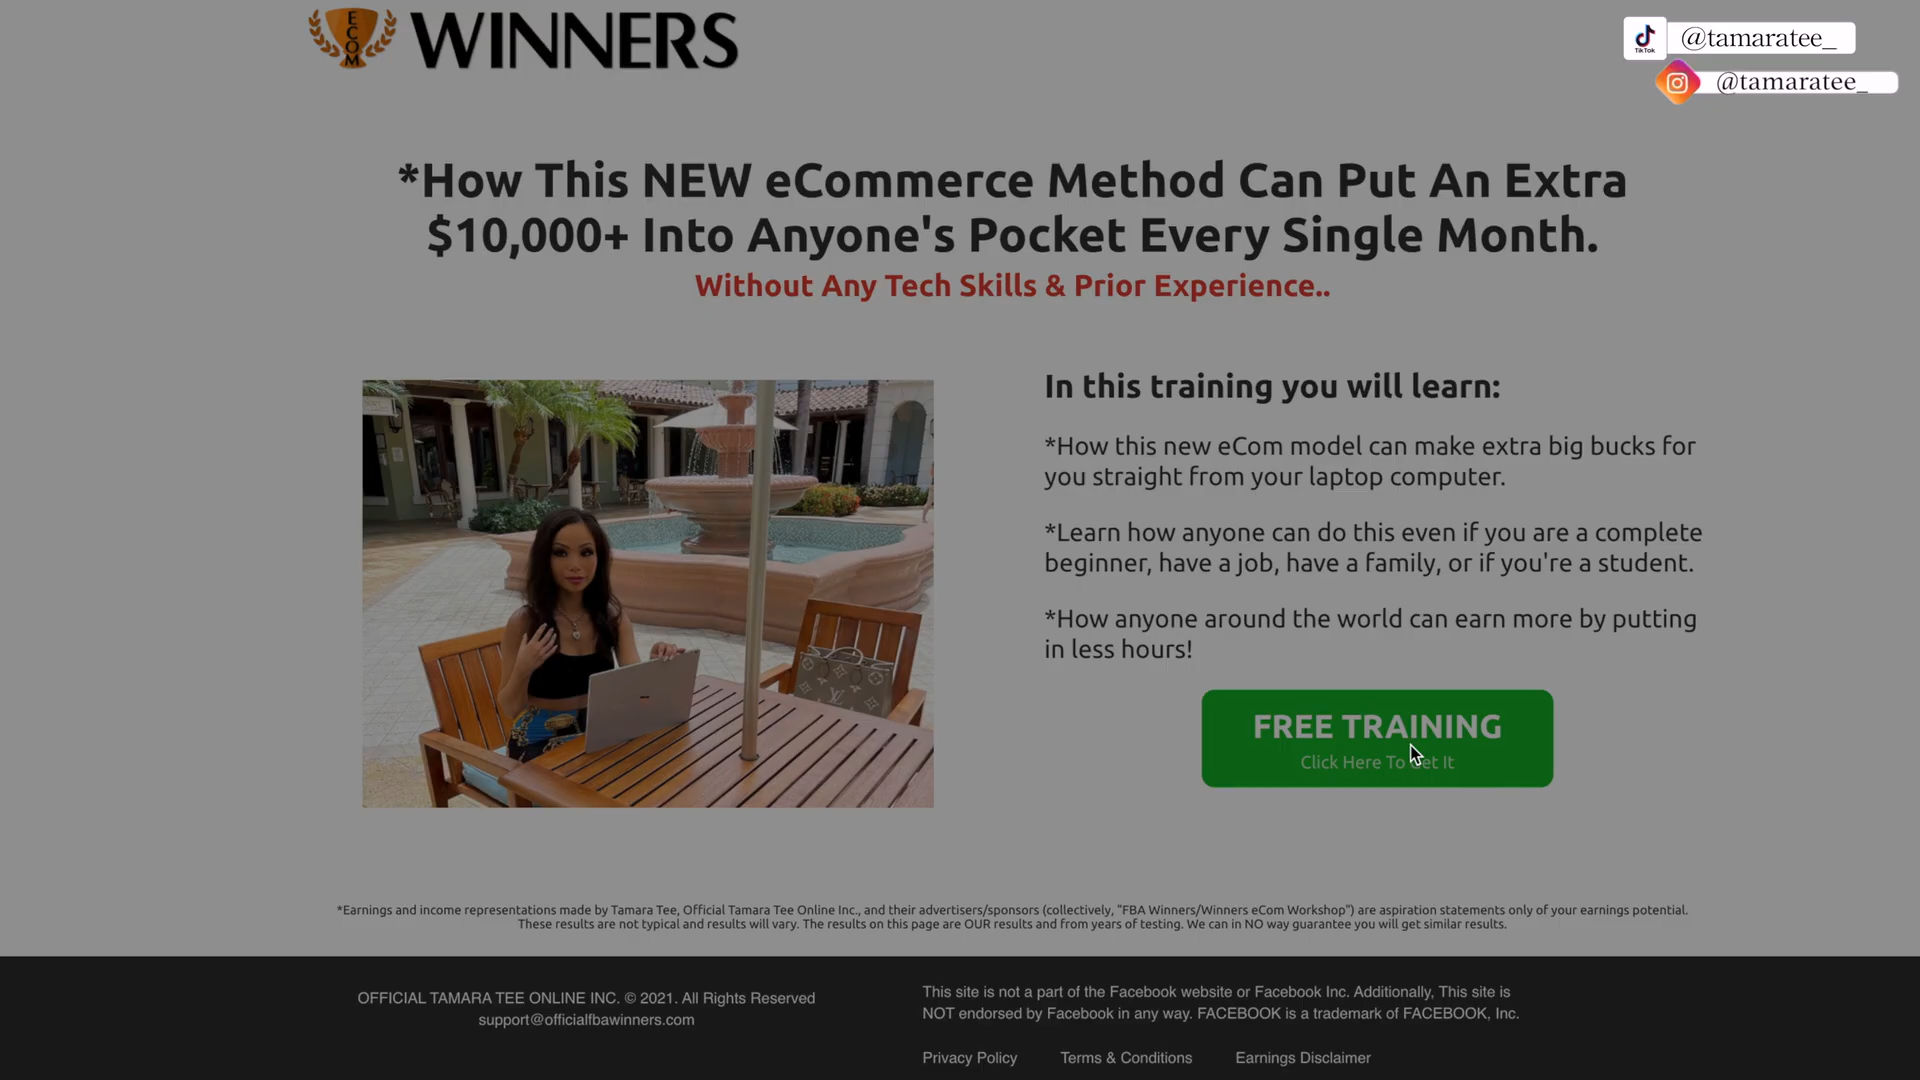 ECOM WINNERS
TikTok @tamaratee_
@tamaratee_
*How This NEW eCommerce Method Can Put An Extra
$10,000+ Into Anyone's Pocket Every Single Month.
Without Any Tech Skills & Prior Experience..
In this training you will learn:
*How this new eCom model can make extra big bucks for
you straight from your laptop computer.
*Learn how anyone can do this even if you are a complete
beginner, have a job, have a family, or if you're a student.
*How anyone around the world can earn more by putting
in less hours!
FREE TRAINING
Click Here To Get It
*Earnings and income representations made by Tamara Tee, Official Tamara Tee Online Inc., and their advertisers/sponsors (collectively, "FBA Winners/Winners eCom Workshop") are aspiration statements only of your earnings potential.
These results are not typical and results will vary. The results on this page are OUR results and from years of testing. We can in NO way guarantee you will get similar results.
OFFICIAL TAMARA TEE ONLINE INC. © 2021. All Rights Reserved
support@officialfbawinners.com
This site is not a part of the Facebook website or Facebook Inc. Additionally, This site is
NOT endorsed by Facebook in any way. FACEBOOK is a trademark of FACEBOOK, Inc.
Privacy Policy Terms & Conditions Earnings Disclaimer